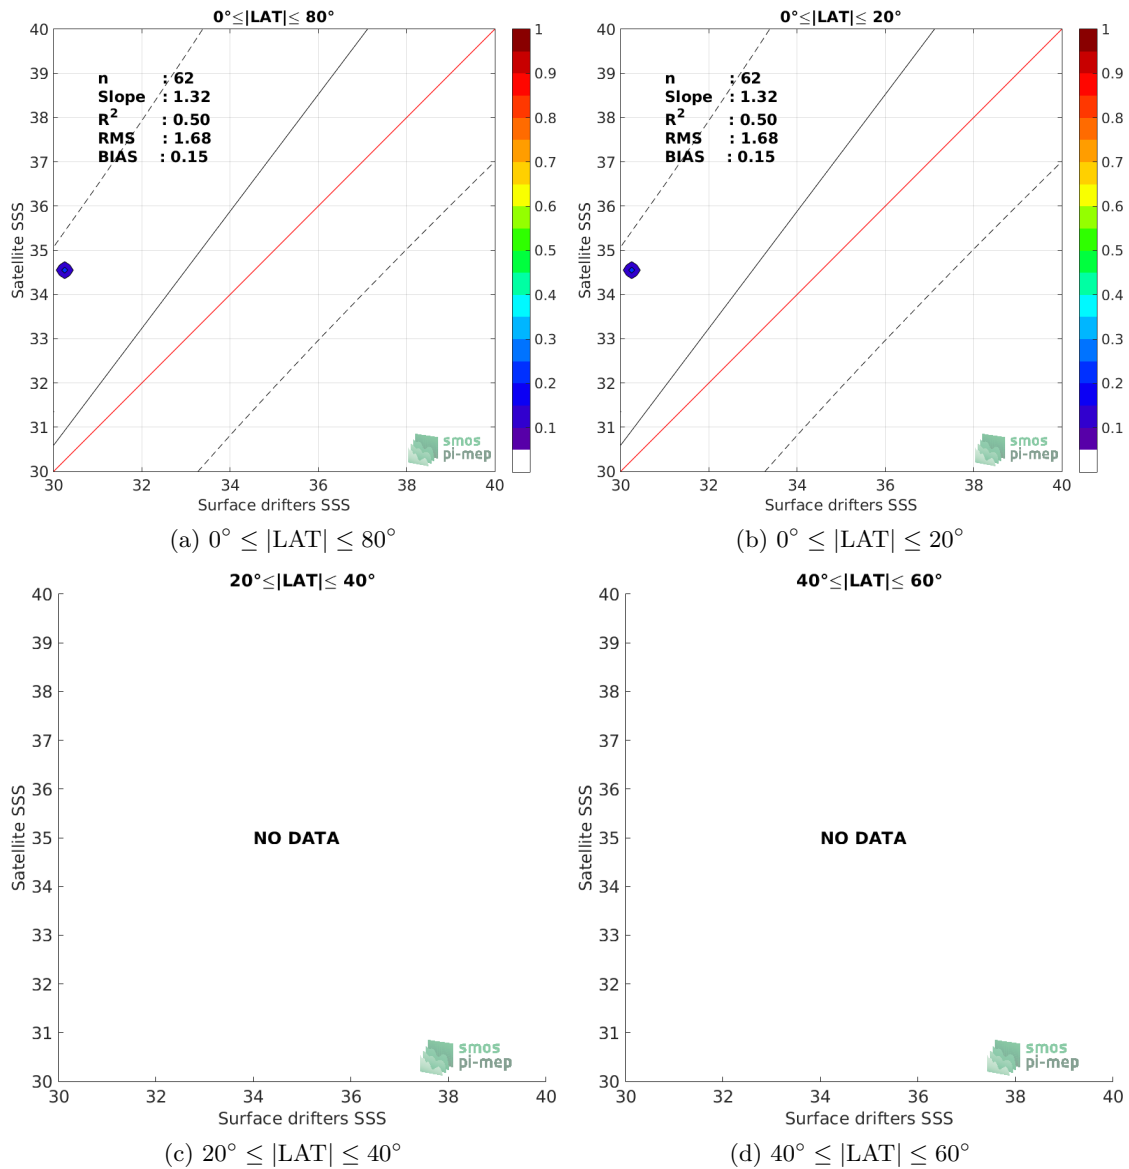 0°≤|LAT|≤ 80°
40
39
38
37
36
35
34
33
32
31
30
Satellite SSS
n : 62
Slope : 1.32
R² : 0.50
RMS : 1.68
BIAS : 0.15
smos
pi-mep
30 32 34 36 38 40
Surface drifters SSS
1
0.9
0.8
0.7
0.6
0.5
0.4
0.3
0.2
0.1
(a) 0° ≤ |LAT| ≤ 80°
0°≤|LAT|≤ 20°
40
39
38
37
36
35
34
33
32
31
30
Satellite SSS
n : 62
Slope : 1.32
R² : 0.50
RMS : 1.68
BIAS : 0.15
smos
pi-mep
30 32 34 36 38 40
Surface drifters SSS
1
0.9
0.8
0.7
0.6
0.5
0.4
0.3
0.2
0.1
(b) 0° ≤ |LAT| ≤ 20°
20°≤|LAT|≤ 40°
40
39
38
37
36
35
34
33
32
31
30
Satellite SSS
NO DATA
smos
pi-mep
30 32 34 36 38 40
Surface drifters SSS
(c) 20° ≤ |LAT| ≤ 40°
40°≤|LAT|≤ 60°
40
39
38
37
36
35
34
33
32
31
30
Satellite SSS
NO DATA
smos
pi-mep
30 32 34 36 38 40
Surface drifters SSS
(d) 40° ≤ |LAT| ≤ 60°